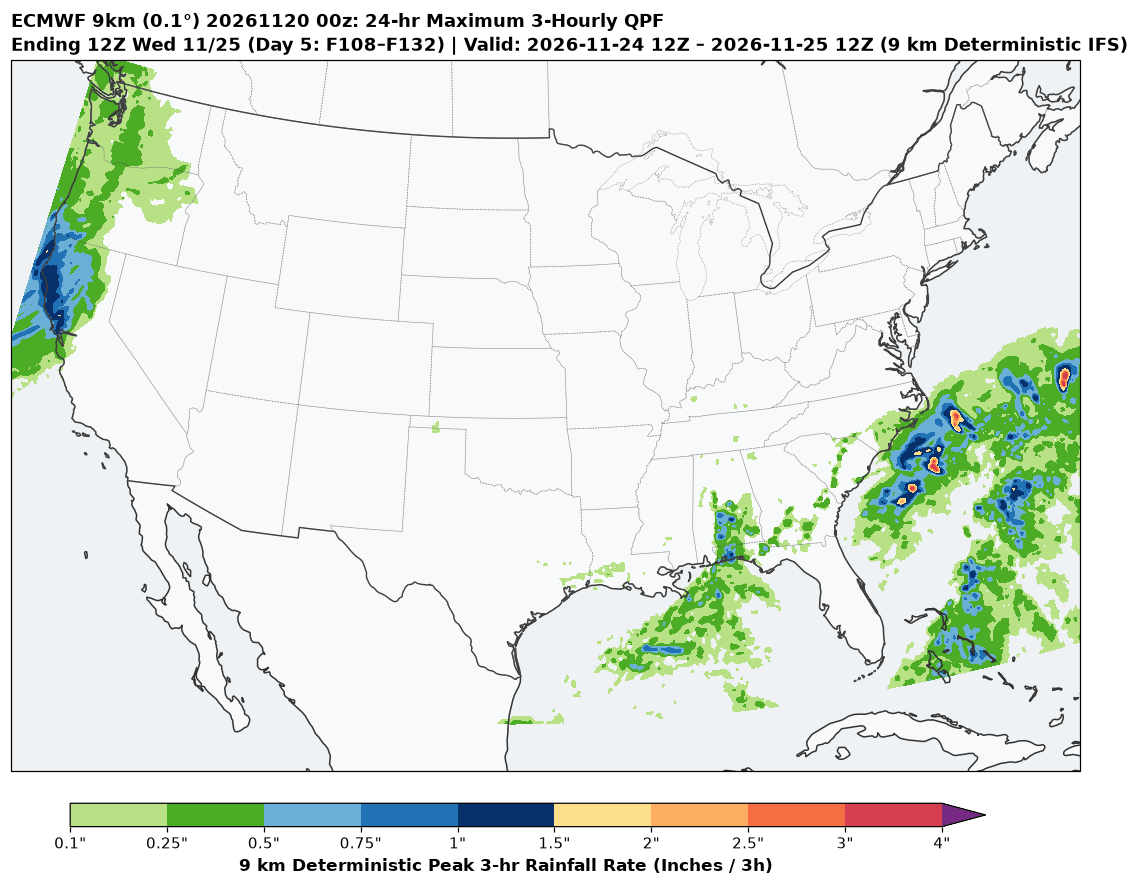 ECMWF 9km (0.1°) 20261120 00z: 24-hr Maximum 3-Hourly QPF
Ending 12Z Wed 11/25 (Day 5: F108–F132) | Valid: 2026-11-24 12Z – 2026-11-25 12Z (9 km Deterministic IFS)
0.1" 0.25" 0.5" 0.75" 1" 1.5" 2" 2.5" 3" 4"
9 km Deterministic Peak 3-hr Rainfall Rate (Inches / 3h)